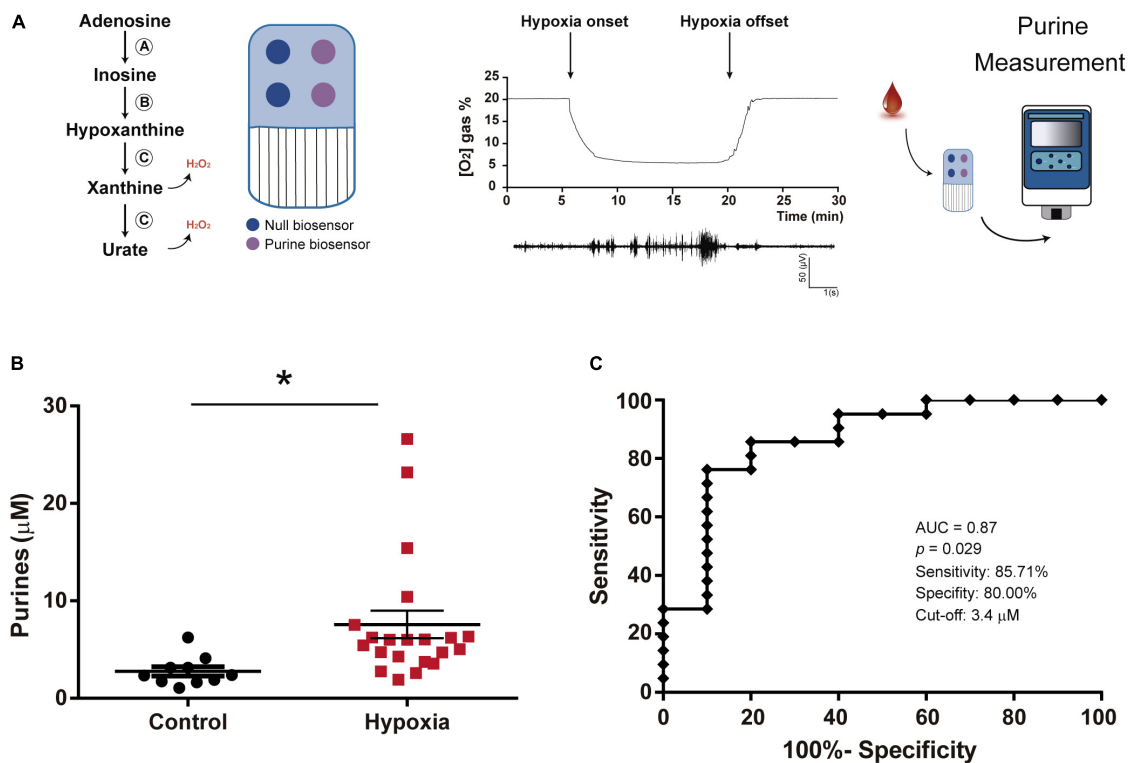 A
Adenosine
A
Inosine
B
Hypoxanthine
C
H2O2
Xanthine
C
H2O2
Urate
Null biosensor
Purine biosensor
Hypoxia onset
Hypoxia offset
[O2] gas %
25
20
15
10
5
0
0
5
10
15
20
25
30
Time (min)
50 (µV)
1(s)
Purine
Measurement
B
*
Purines (µM)
30
20
10
0
Control
Hypoxia
C
Sensitivity
100
80
60
40
20
0
AUC = 0.87
p = 0.029
Sensitivity: 85.71%
Specifity: 80.00%
Cut-off: 3.4 µM
0
20
40
60
80
100
100%- Specificity